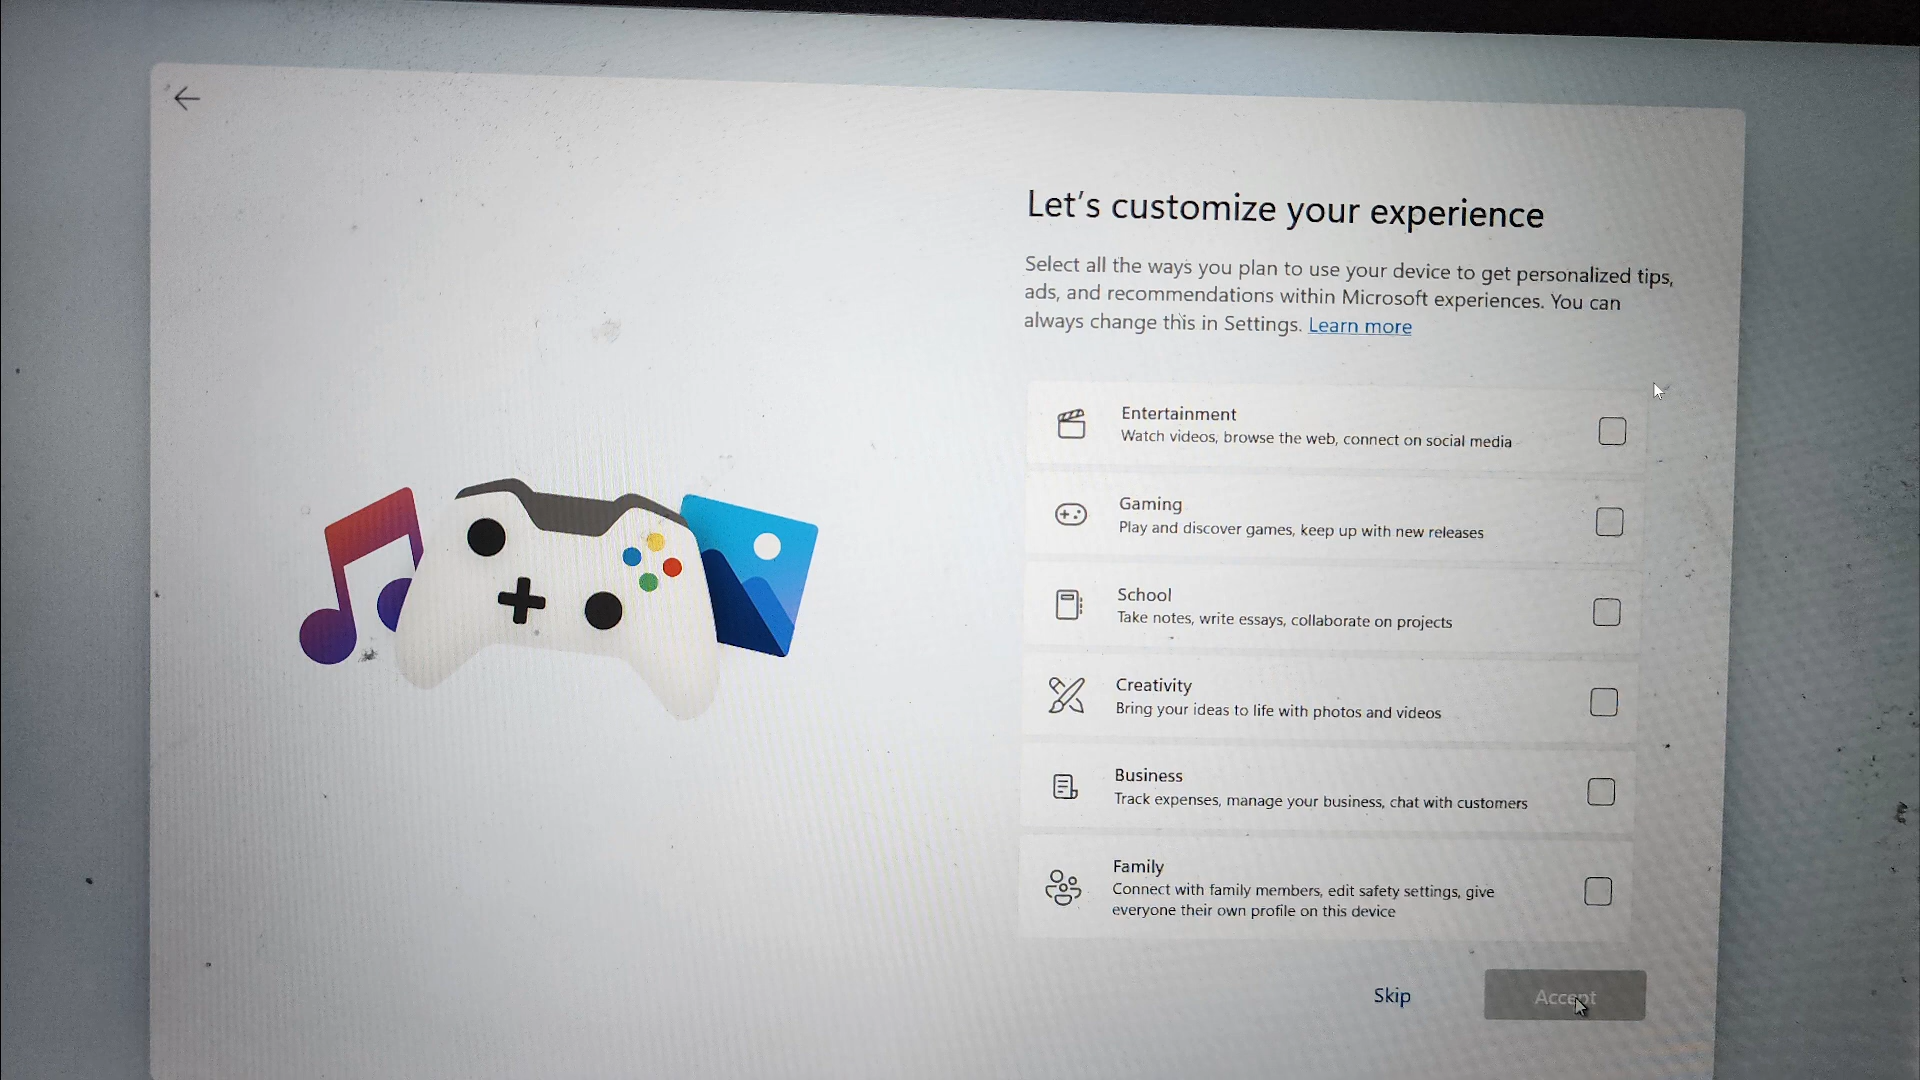 Let's customize your experience
Select all the ways you plan to use your device to get personalized tips,
ads, and recommendations within Microsoft experiences. You can
always change this in Settings. Learn more
Entertainment
Watch videos, browse the web, connect on social media
Gaming
Play and discover games, keep up with new releases
School
Take notes, write essays, collaborate on projects
Creativity
Bring your ideas to life with photos and videos
Business
Track expenses, manage your business, chat with customers
Family
Connect with family members, edit safety settings, give
everyone their own profile on this device
Skip
Accept